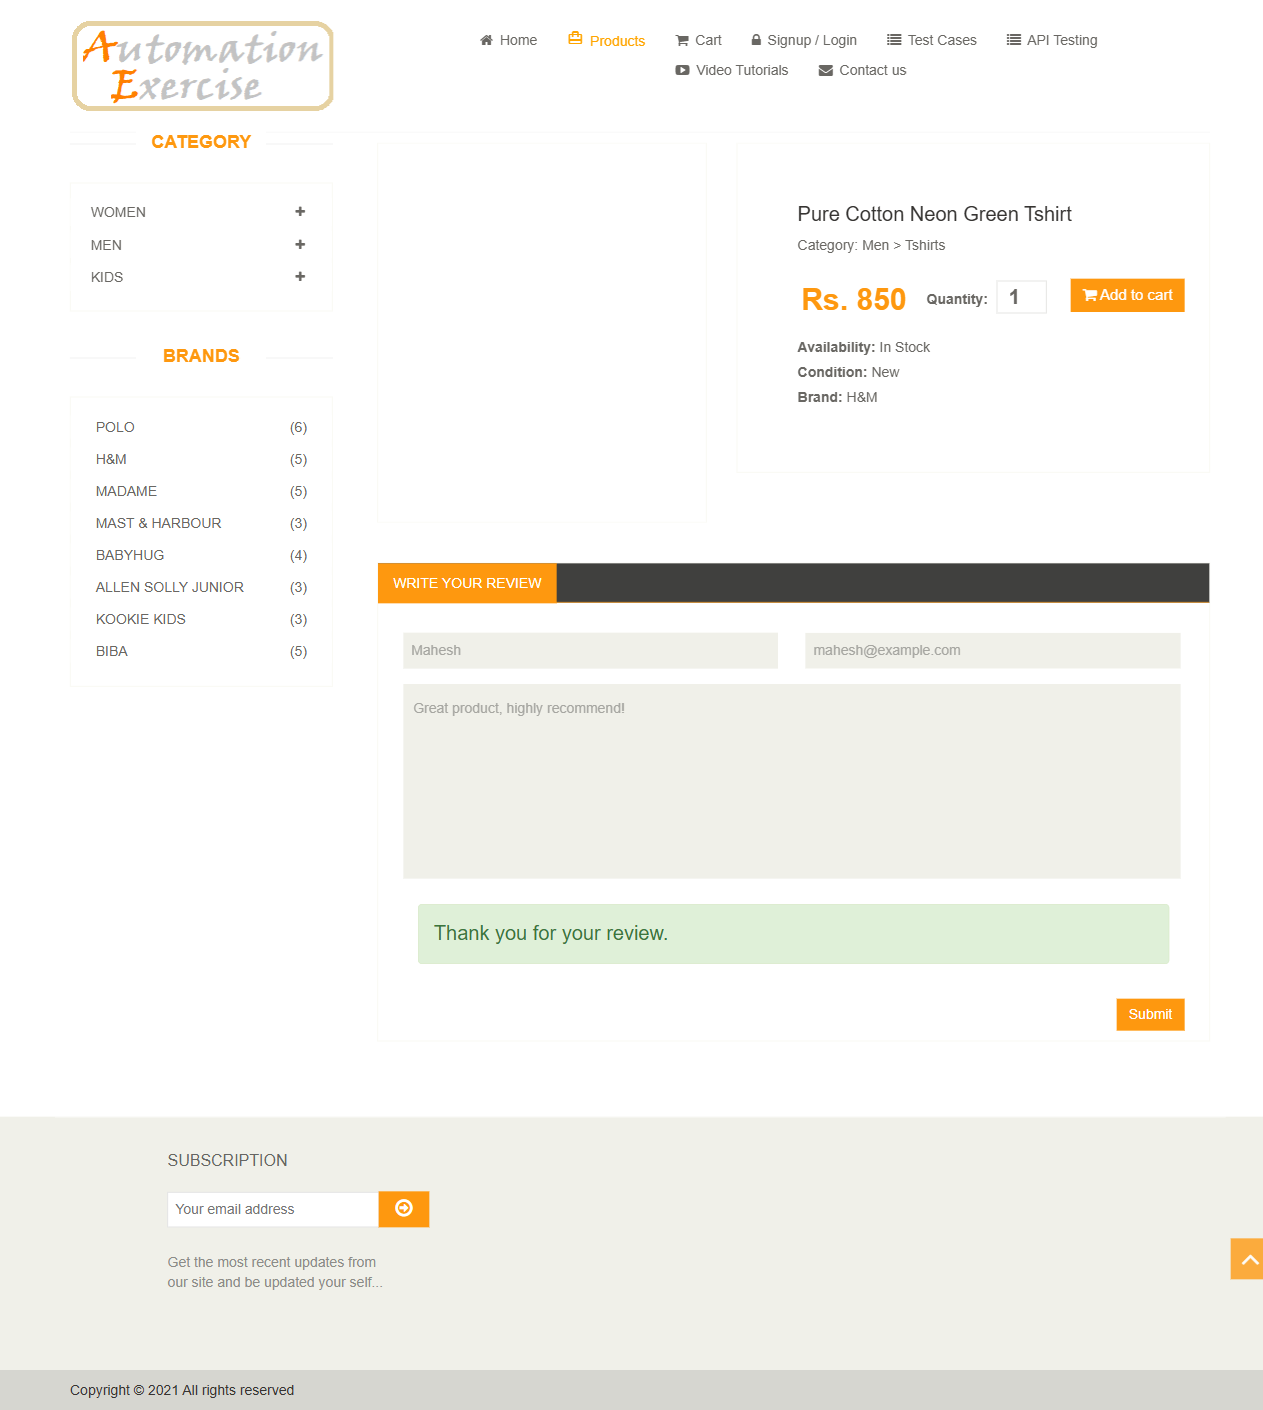 Automation
Exercise
Home
Products
Cart
Signup / Login
Test Cases
API Testing
Video Tutorials
Contact us
CATEGORY
WOMEN
MEN
KIDS
BRANDS
POLO (6)
H&M (5)
MADAME (5)
MAST & HARBOUR (3)
BABYHUG (4)
ALLEN SOLLY JUNIOR (3)
KOOKIE KIDS (3)
BIBA (5)
Pure Cotton Neon Green Tshirt
Category: Men > Tshirts
Rs. 850 Quantity: 1 Add to cart
Availability: In Stock
Condition: New
Brand: H&M
WRITE YOUR REVIEW
Mahesh
mahesh@example.com
Great product, highly recommend!
Thank you for your review.
Submit
SUBSCRIPTION
Your email address
Get the most recent updates from
our site and be updated your self...
Copyright © 2021 All rights reserved